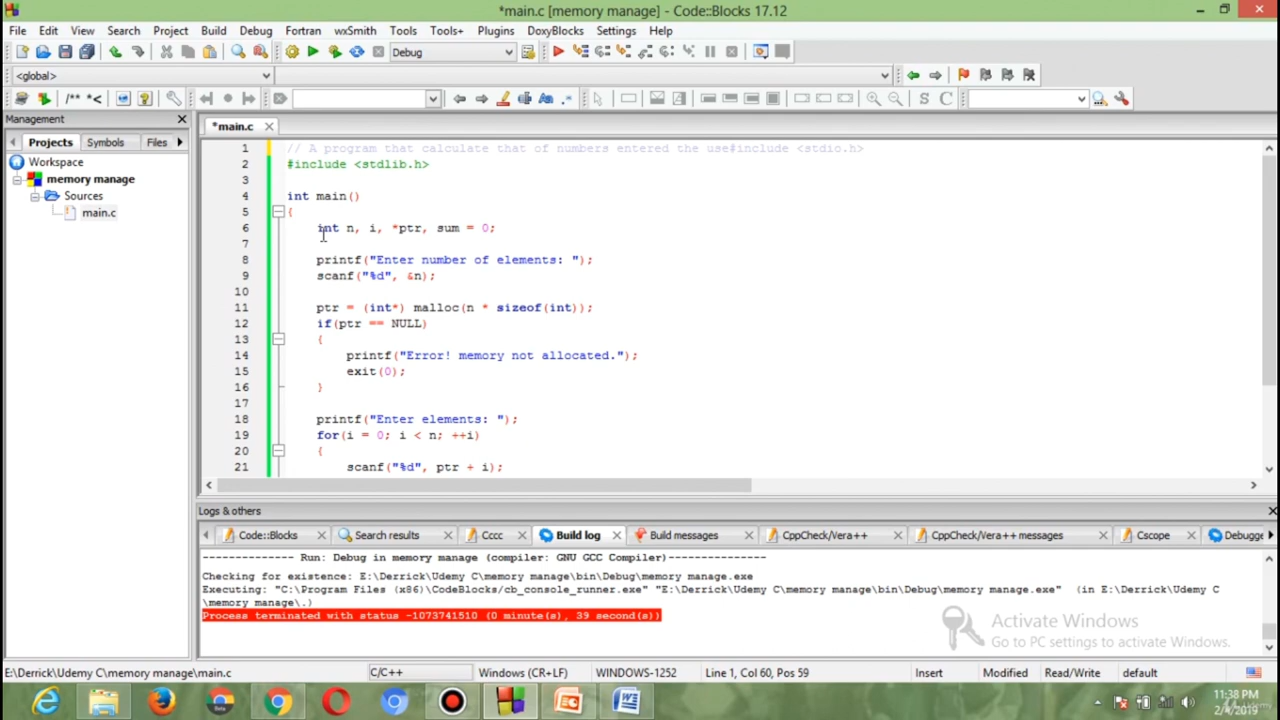 *main.c [memory manage] - Code::Blocks 17.12
File Edit View Search Project Build Debug Fortran wxSmith Tools Tools+ Plugins DoxyBlocks Settings Help
Debug
<global>
/** *<
S C
Management
Projects Symbols Files
*main.c
Workspace
memory manage
Sources
main.c
1 // A program that calculate that of numbers entered the use#include <stdio.h>
2 #include <stdlib.h>
3
4 int main()
5 {
6 int n, i, *ptr, sum = 0;
7
8 printf("Enter number of elements: ");
9 scanf("%d", &n);
10
11 ptr = (int*) malloc(n * sizeof(int));
12 if(ptr == NULL)
13 {
14 printf("Error! memory not allocated.");
15 exit(0);
16 }
17
18 printf("Enter elements: ");
19 for(i = 0; i < n; ++i)
20 {
21 scanf("%d", ptr + i);
Logs & others
Code::Blocks Search results Cccc Build log Build messages CppCheck/Vera++ CppCheck/Vera++ messages Cscope Debugge
-------------- Run: Debug in memory manage (compiler: GNU GCC Compiler)---------------
Checking for existence: E:\Derrick\Udemy C\memory manage\bin\Debug\memory manage.exe
Executing: "C:\Program Files (x86)\CodeBlocks/cb_console_runner.exe" "E:\Derrick\Udemy C\memory manage\bin\Debug\memory manage.exe" (in E:\Derrick\Udemy C
\memory manage\.)
Process terminated with status -1073741510 (0 minute(s), 39 second(s))
Activate Windows
Go to PC settings to activate Windows.
E:\Derrick\Udemy C\memory manage\main.c C/C++ Windows (CR+LF) WINDOWS-1252 Line 1, Col 60, Pos 59 Insert Modified Read/Write default
11:38 PM
2/4/2019